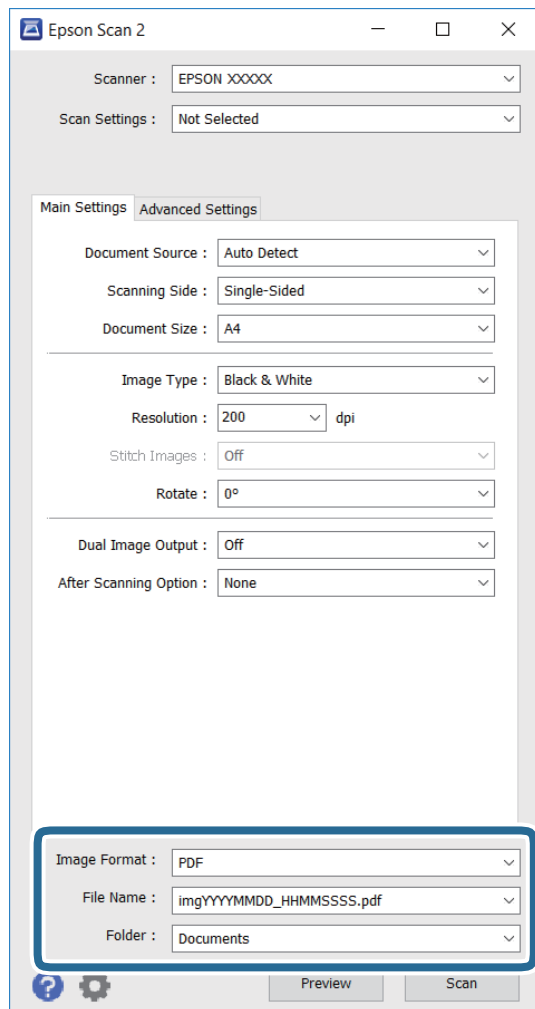 Epson Scan 2
Scanner : EPSON XXXXX
Scan Settings : Not Selected
Main Settings Advanced Settings
Document Source : Auto Detect
Scanning Side : Single-Sided
Document Size : A4
Image Type : Black & White
Resolution : 200 dpi
Stitch Images : Off
Rotate : 0º
Dual Image Output : Off
After Scanning Option : None
Image Format : PDF
File Name : imgYYYYMMDD_HHMMSSSS.pdf
Folder : Documents
? Preview Scan